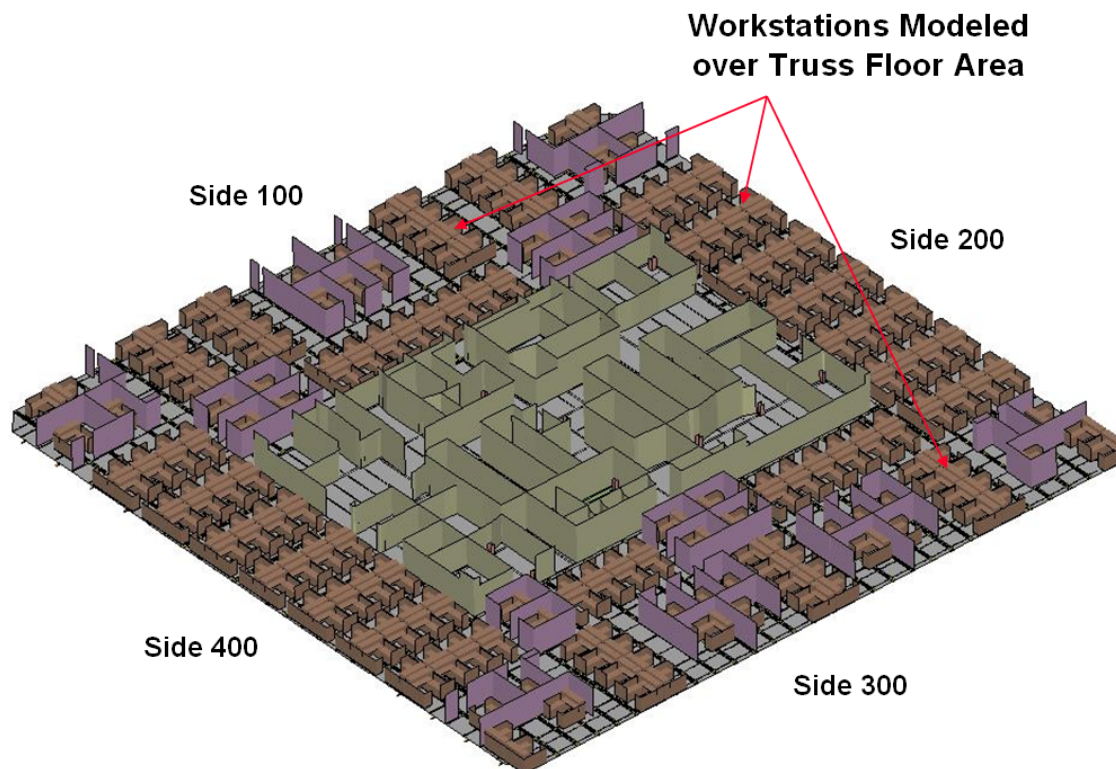 Workstations Modeled
over Truss Floor Area
Side 100
Side 200
Side 400
Side 300